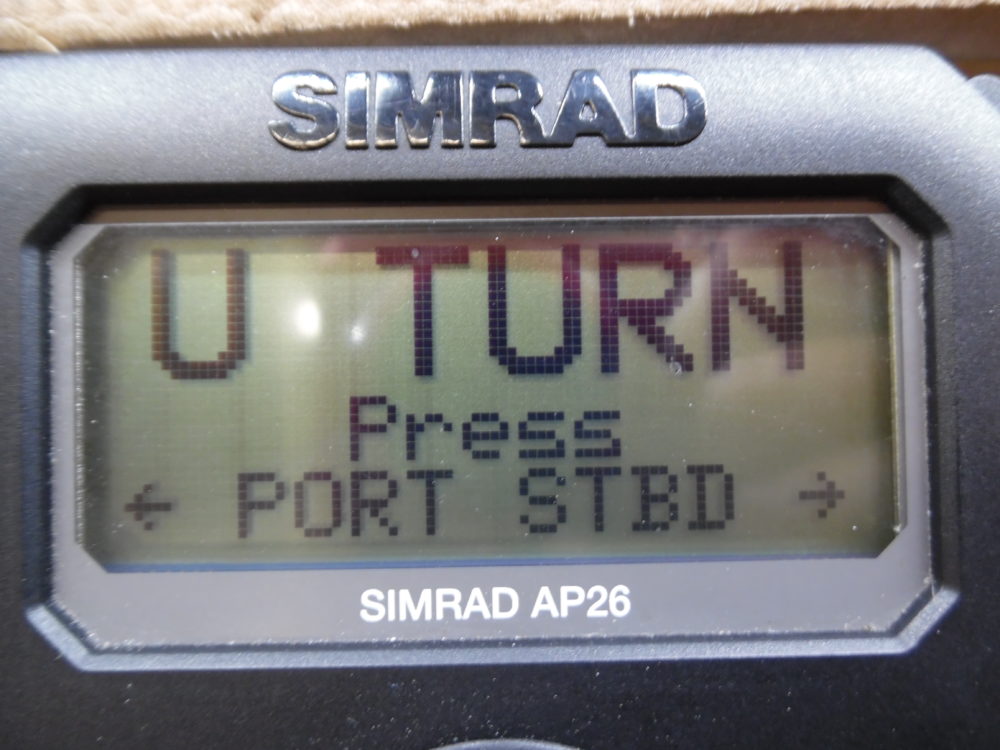 SIMRAD
U TURN
Press
← PORT STBD →
SIMRAD AP26